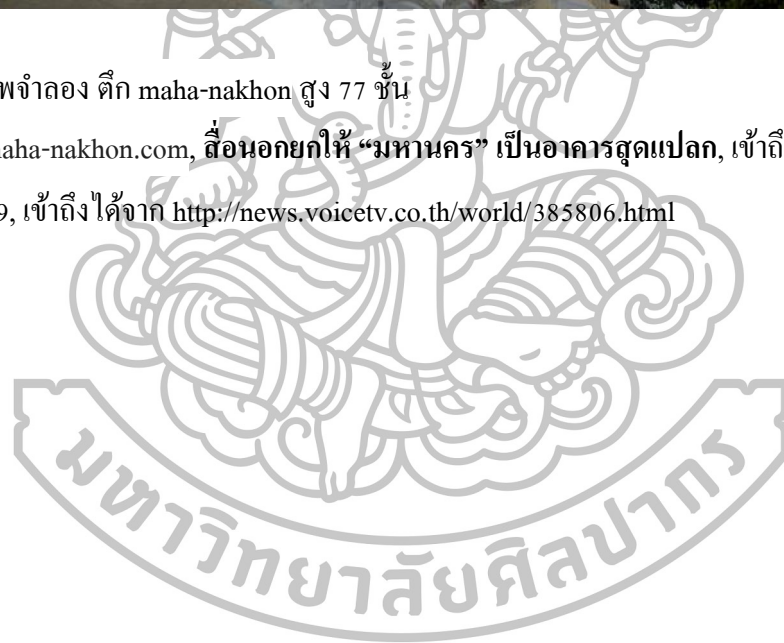 พจำลอง ตึก maha-nakhon สูง 77 ชั้น
naha-nakhon.com, สื่อนอกยกให้ “มหานคร” เป็นอาคารสุดแปลก, เข้าถึ
9, เข้าถึงได้จาก http://news.voicetv.co.th/world/385806.html
มหาวิทยาลัยศิลปากร